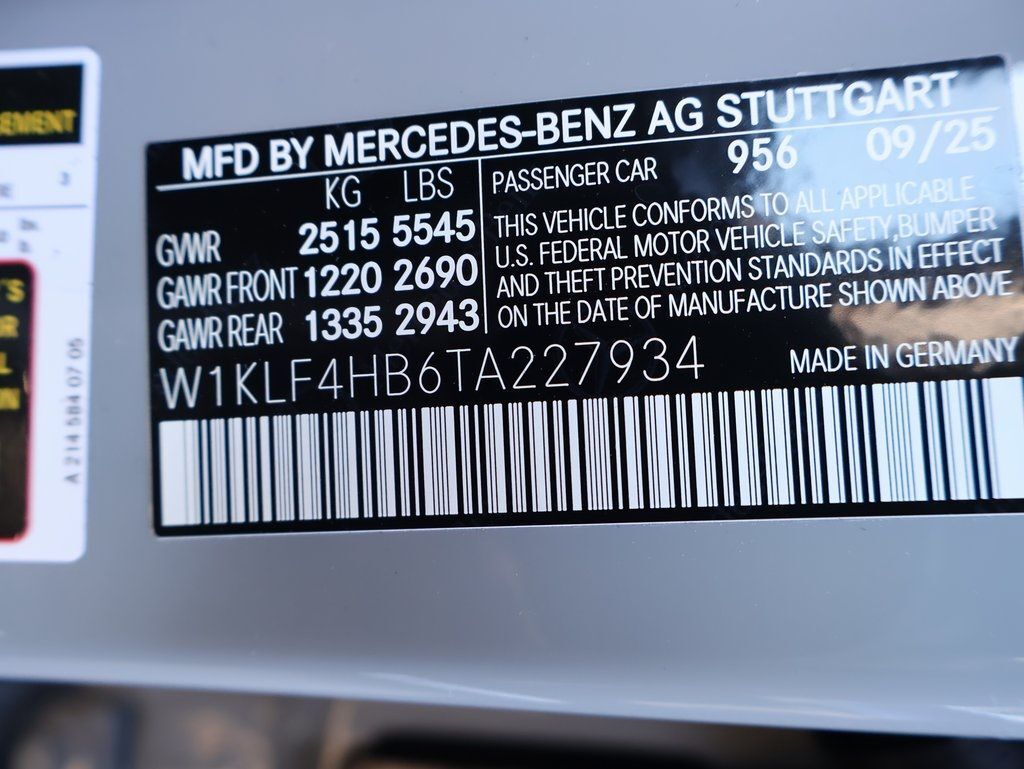 MFD BY MERCEDES-BENZ AG STUTTGART
KG LBS
GVWR 2515 5545
GAWR FRONT 1220 2690
GAWR REAR 1335 2943
PASSENGER CAR 956 09/25
THIS VEHICLE CONFORMS TO ALL APPLICABLE
U.S. FEDERAL MOTOR VEHICLE SAFETY, BUMPER
AND THEFT PREVENTION STANDARDS IN EFFECT
ON THE DATE OF MANUFACTURE SHOWN ABOVE
W1KLF4HB6TA227934
MADE IN GERMANY
3
A 214 584 07 05